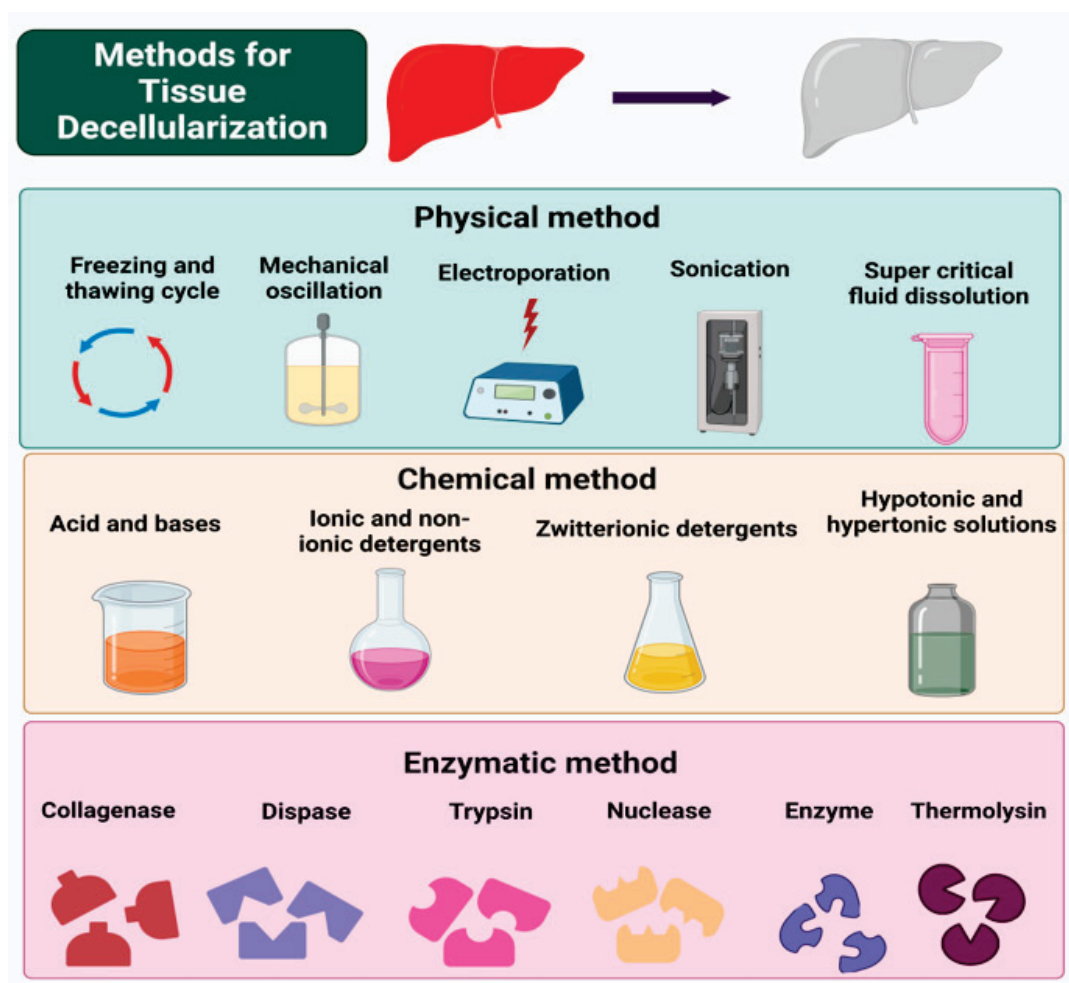 Methods for
Tissue
Decellularization
Physical method
Freezing and
thawing cycle
Mechanical
oscillation
Electroporation
Sonication
Super critical
fluid dissolution
Chemical method
Acid and bases
Ionic and non-
ionic detergents
Zwitterionic detergents
Hypotonic and
hypertonic solutions
Enzymatic method
Collagenase
Dispase
Trypsin
Nuclease
Enzyme
Thermolysin